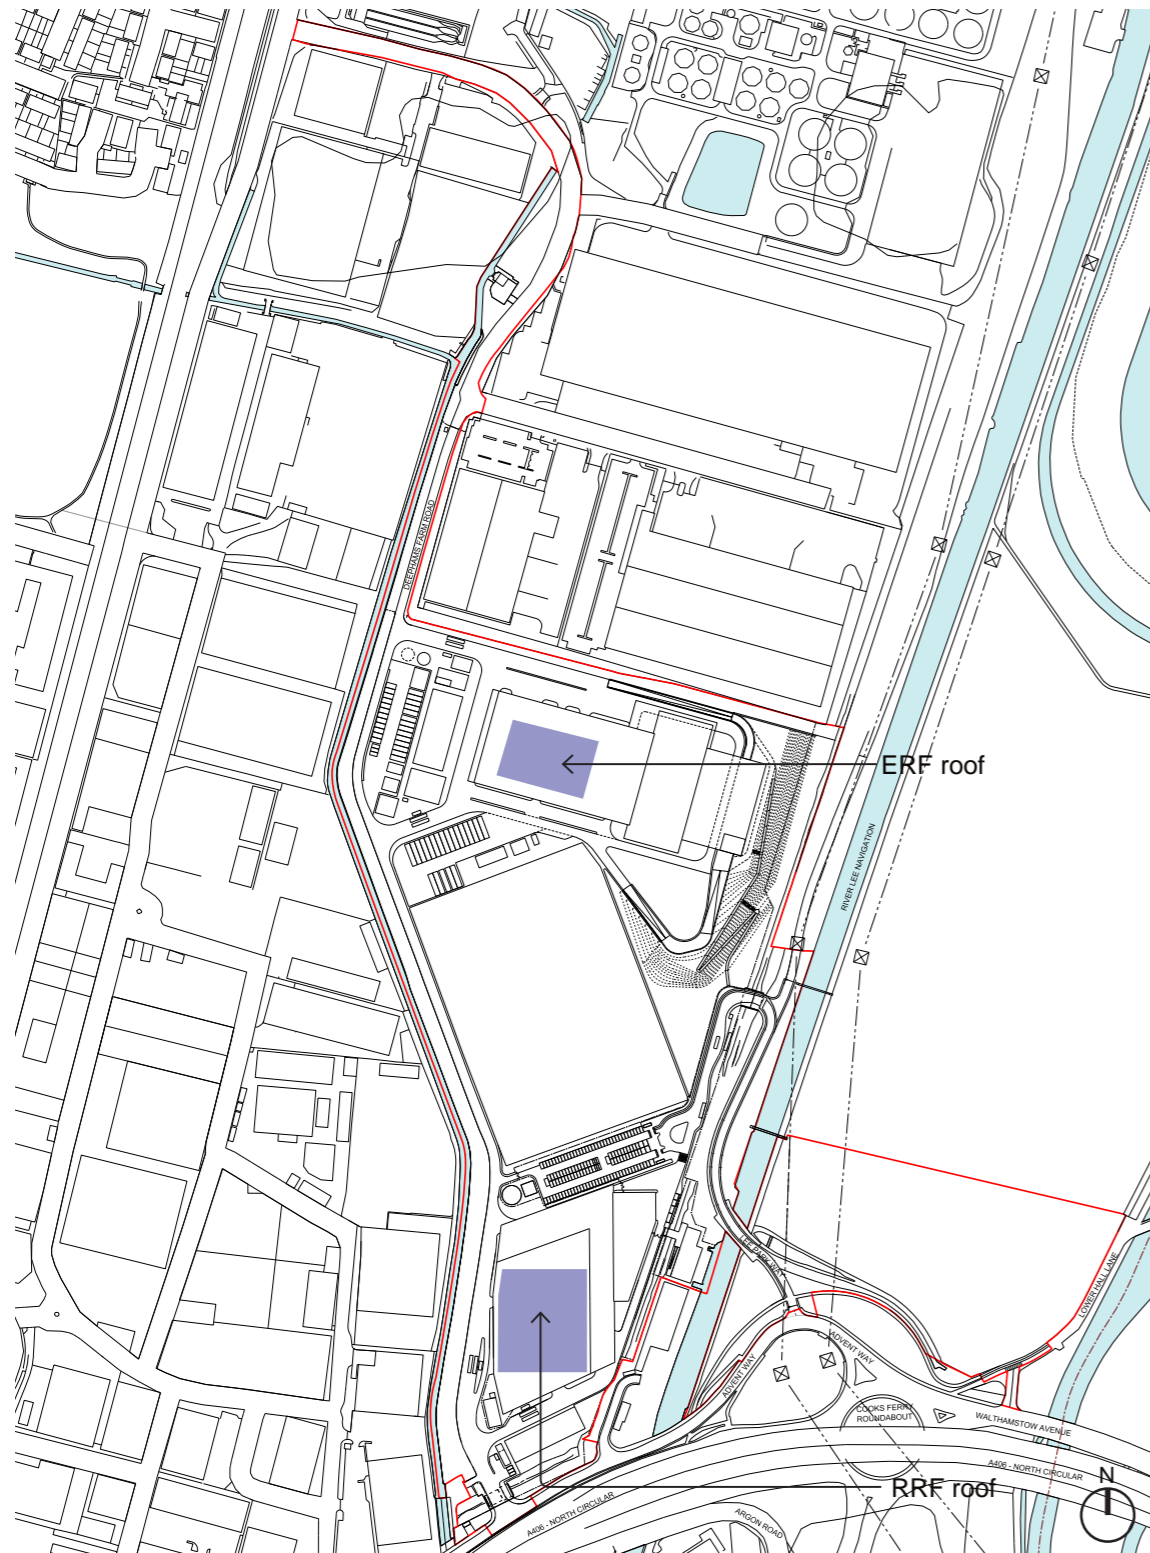 DEEPHAMS FARM ROAD
ERF roof
RIVER LEE NAVIGATION
LEE PARK WAY
LOWER HALL LANE
ADVENT WAY
ADVENT WAY
COOKS FERRY
ROUNDABOUT
WALTHAMSTOW AVENUE
A406 - NORTH CIRCULAR
N
RRF roof
A406 - NORTH CIRCULAR
ARGON ROAD